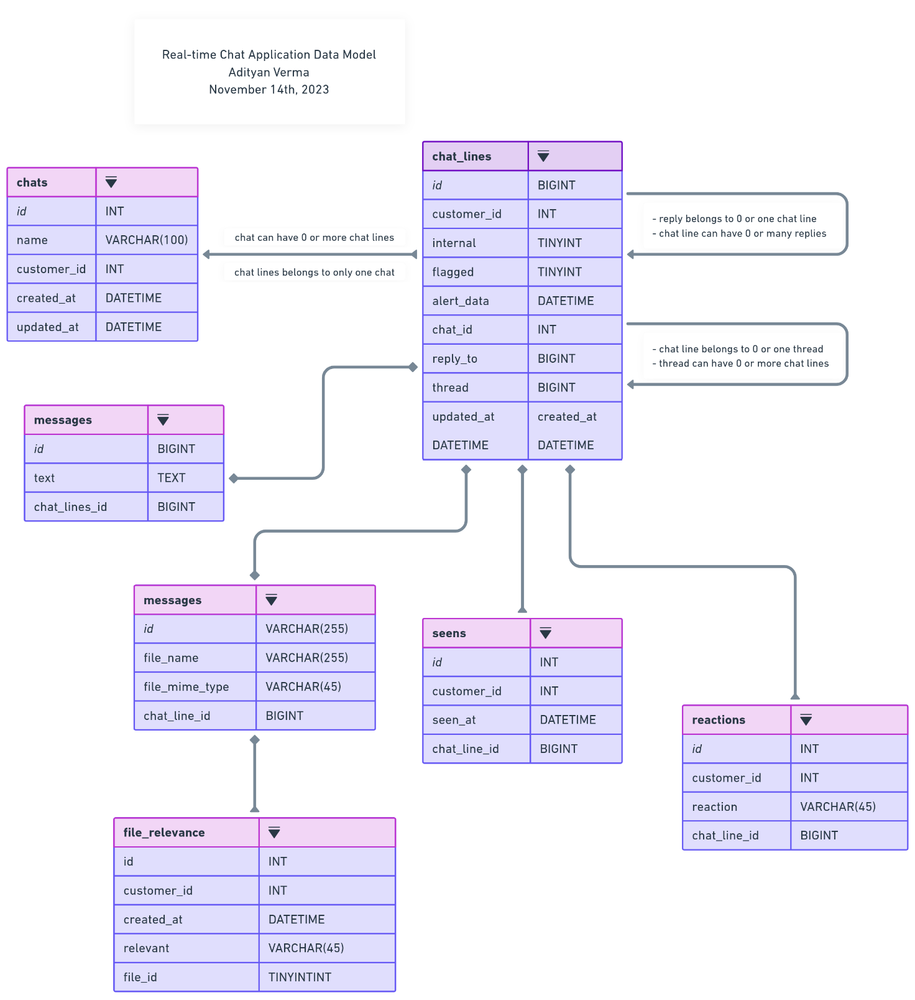 Real-time Chat Application Data Model
Adityan Verma
November 14th, 2023
chat_lines
id BIGINT
customer_id INT
internal TINYINT
flagged TINYINT
alert_data DATETIME
chat_id INT
reply_to BIGINT
thread BIGINT
updated_at created_at
DATETIME DATETIME
chats
id INT
name VARCHAR(100)
customer_id INT
created_at DATETIME
updated_at DATETIME
chat can have 0 or more chat lines
chat lines belongs to only one chat
- reply belongs to 0 or one chat line
- chat line can have 0 or many replies
- chat line belongs to 0 or one thread
- thread can have 0 or more chat lines
messages
id BIGINT
text TEXT
chat_lines_id BIGINT
messages
id VARCHAR(255)
file_name VARCHAR(255)
file_mime_type VARCHAR(45)
chat_line_id BIGINT
seens
id INT
customer_id INT
seen_at DATETIME
chat_line_id BIGINT
reactions
id INT
customer_id INT
reaction VARCHAR(45)
chat_line_id BIGINT
file_relevance
id INT
customer_id INT
created_at DATETIME
relevant VARCHAR(45)
file_id TINYINTINT